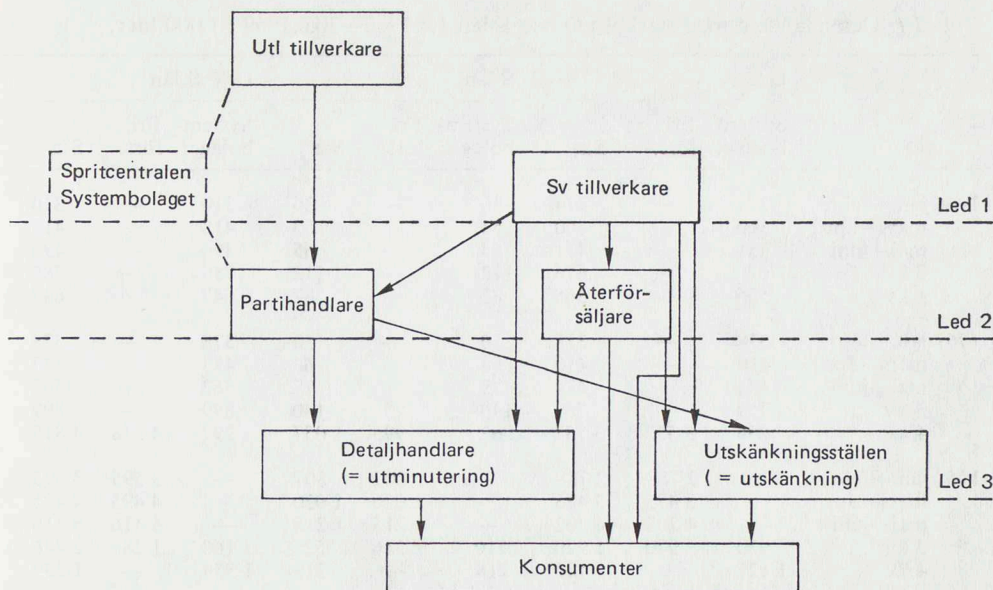 Utl tillverkare
Spritcentralen
Systembolaget
Sv tillverkare
Led 1
Partihandlare
Återför-
säljare
Led 2
Detaljhandlare
(= utminutering)
Utskänkningsställen
( = utskänkning)
Led 3
Konsumenter